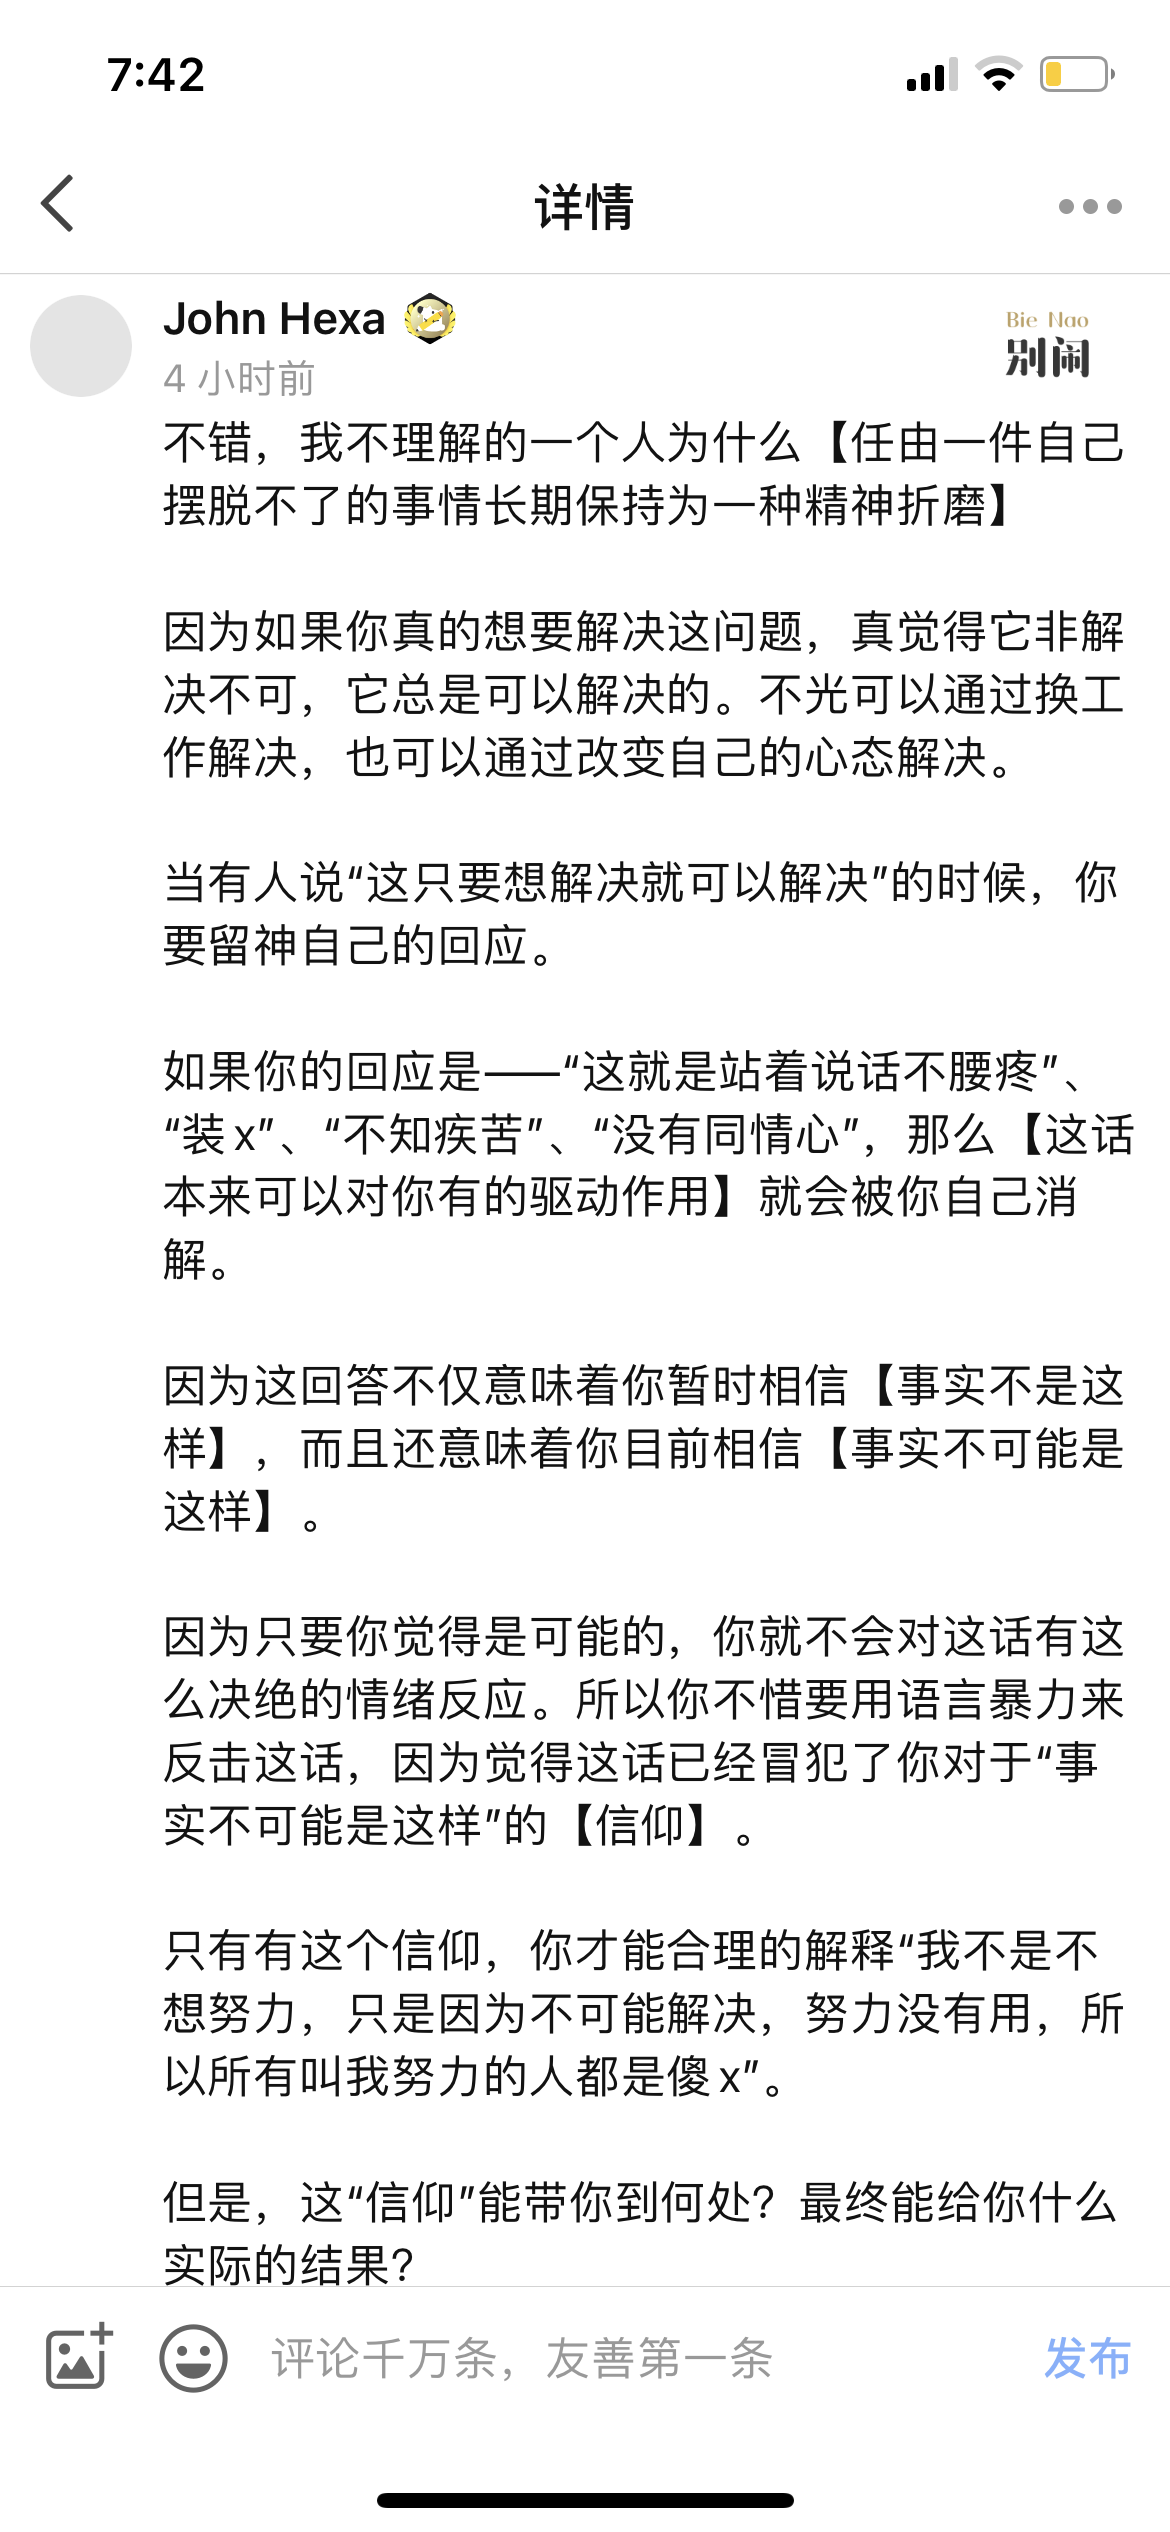 7:42
详情
John Hexa
Bie Nao
别闹
4 小时前
不错，我不理解的一个人为什么【任由一件自己
摆脱不了的事情长期保持为一种精神折磨】
因为如果你真的想要解决这问题，真觉得它非解
决不可，它总是可以解决的。不光可以通过换工
作解决，也可以通过改变自己的心态解决。
当有人说“这只要想解决就可以解决”的时候，你
要留神自己的回应。
如果你的回应是——“这就是站着说话不腰疼”、
“装 x”、“不知疾苦”、“没有同情心”，那么【这话
本来可以对你有的驱动作用】就会被你自己消
解。
因为这回答不仅意味着你暂时相信【事实不是这
样】，而且还意味着你目前相信【事实不可能是
这样】。
因为只要你觉得是可能的，你就不会对这话有这
么决绝的情绪反应。所以你不惜要用语言暴力来
反击这话，因为觉得这话已经冒犯了你对于“事
实不可能是这样”的【信仰】。
只有有这个信仰，你才能合理的解释“我不是不
想努力，只是因为不可能解决，努力没有用，所
以所有叫我努力的人都是傻 x”。
但是，这“信仰”能带你到何处？最终能给你什么
实际的结果？
评论千万条，友善第一条
发布